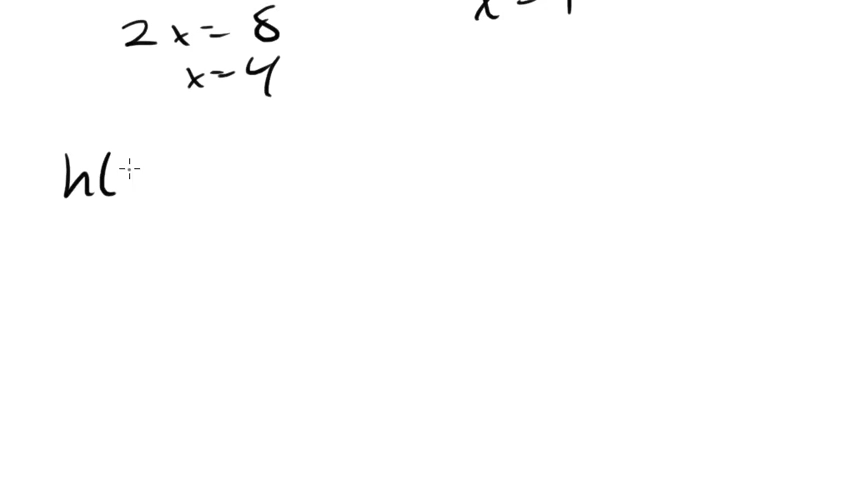 2x = 8
x = 4
h(